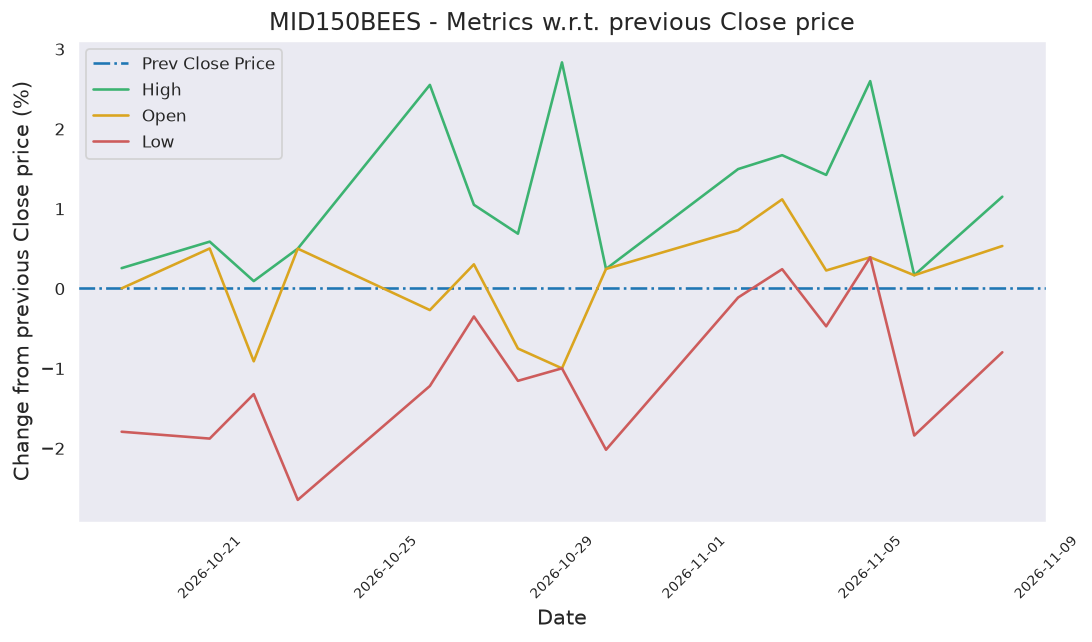 MID150BEES - Metrics w.r.t. previous Close price
Change from previous Close price (%)
3
2
1
0
−1
−2
Prev Close Price
High
Open
Low
2026-10-21
2026-10-25
2026-10-29
2026-11-01
2026-11-05
2026-11-09
Date